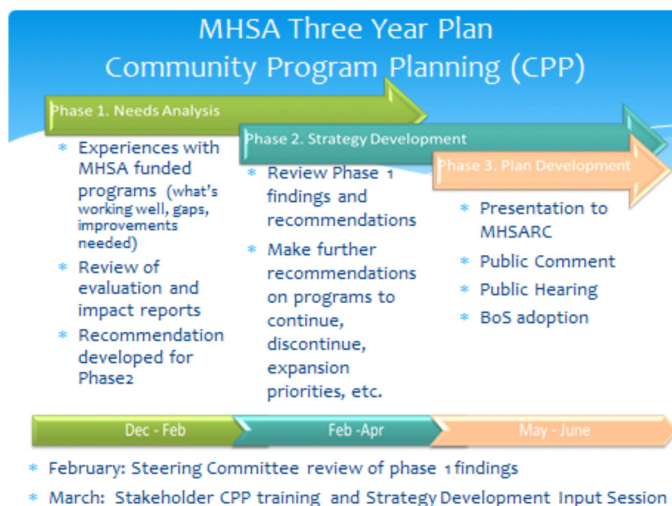 MHSA Three Year Plan
Community Program Planning (CPP)
Phase 1. Needs Analysis
* Experiences with
MHSA funded
programs (what's
working well, gaps,
improvements
needed)
* Review of
evaluation and
impact reports
* Recommendation
developed for
Phase2
Phase 2. Strategy Development
* Review Phase 1
findings and
recommendations
* Make further
recommendations
on programs to
continue,
discontinue,
expansion
priorities, etc.
Phase 3. Plan Development
* Presentation to
MHSARC
* Public Comment
* Public Hearing
* BoS adoption
Dec - Feb
Feb -Apr
May - June
* February: Steering Committee review of phase 1 findings
* March: Stakeholder CPP training and Strategy Development Input Session